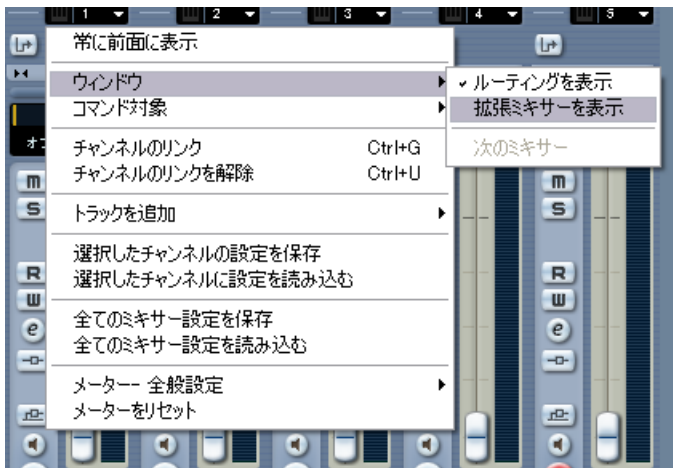 1
2
3
4
5
常に前面に表示
ウィンドウ
✓ ルーティングを表示
コマンド対象
拡張ミキサーを表示
チャンネルのリンク Ctrl+G
次のミキサー
チャンネルのリンクを解除 Ctrl+U
トラックを追加
選択したチャンネルの設定を保存
選択したチャンネルに設定を読み込む
全てのミキサー設定を保存
全てのミキサー設定を読み込む
メーター- 全般設定
メーターをリセット
オフ
m
S
R
W
e
m
S
R
W
e